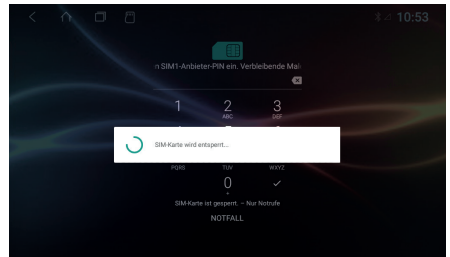 10:53
n SIM1-Anbieter-PIN ein. Verbleibende Mal
1 2 3
ABC DEF
SIM-Karte wird entsperrt...
PQRS TUV WXYZ
0
+
SIM-Karte ist gesperrt. – Nur Notrufe
NOTFALL